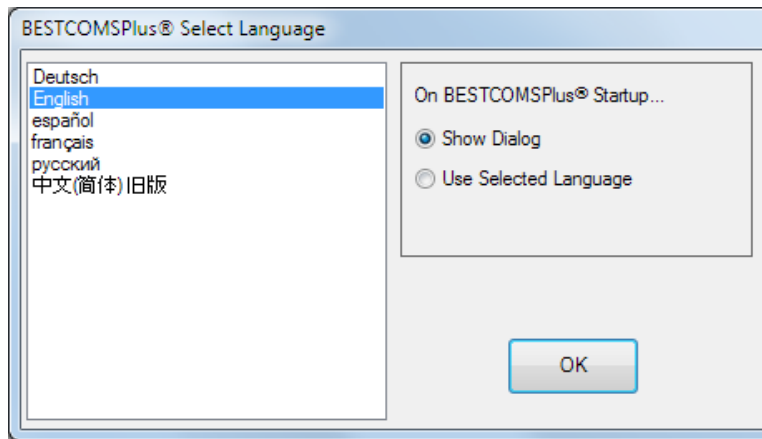 BESTCOMSPlus® Select Language
Deutsch
English
español
français
русский
中文(简体) 旧版
On BESTCOMSPlus® Startup...
Show Dialog
Use Selected Language
OK